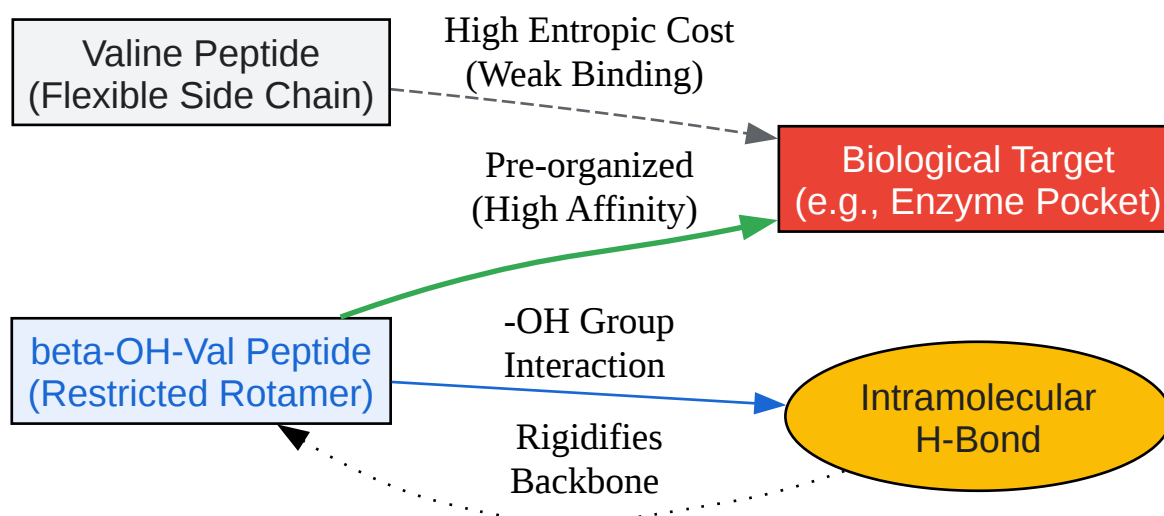 Valine Peptide
(Flexible Side Chain)
High Entropic Cost
(Weak Binding)
Biological Target
(e.g., Enzyme Pocket)
Pre-organized
(High Affinity)
beta-OH-Val Peptide
(Restricted Rotamer)
-OH Group
Interaction
Intramolecular
H-Bond
Rigidifies
Backbone